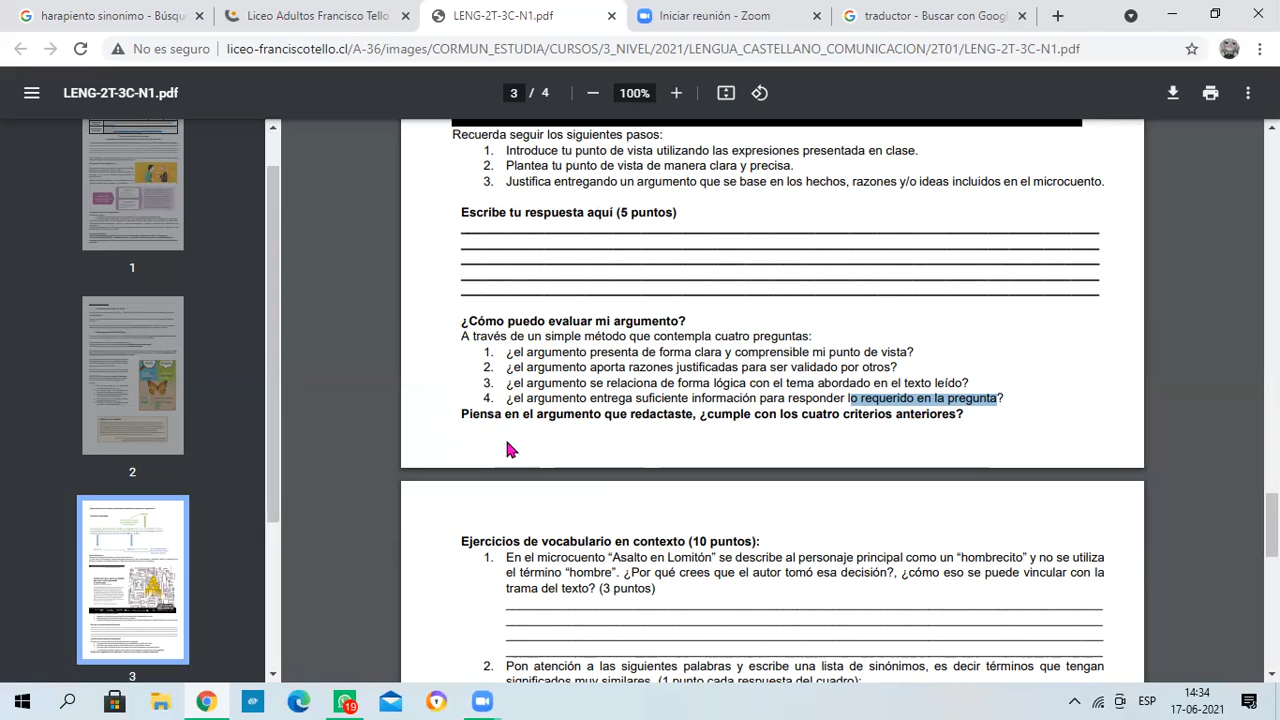 harapiento sinonimo - Búsqu
Liceo Adultos Francisco Tello
LENG-2T-3C-N1.pdf
Iniciar reunión - Zoom
traductor - Buscar con Googl
No es seguro
liceo-franciscotello.cl/A-36/images/CORMUN_ESTUDIA/CURSOS/3_NIVEL/2021/LENGUA_CASTELLANO_COMUNICACION/2T01/LENG-2T-3C-N1.pdf
LENG-2T-3C-N1.pdf
3 / 4
100%
Recuerda seguir los siguientes pasos:
1. Introduce tu punto de vista utilizando las expresiones presentada en clase.
2. Plantea tu punto de vista de manera clara y precisa.
3. Justifica entregando un argumento que se base en los hechos, razones y/o ideas incluidos en el microcuento.
Escribe tu respuesta aquí (5 puntos)
¿Cómo puedo evaluar mi argumento?
A través de un simple método que contempla cuatro preguntas:
1. ¿el argumento presenta de forma clara y comprensible mi punto de vista?
2. ¿el argumento aporta razones justificadas para ser validado por otros?
3. ¿el argumento se relaciona de forma lógica con el tema abordado en el texto leído?
4. ¿el argumento entrega suficiente información para responder lo requerido en la pregunta?
Piensa en el argumento que redactaste, ¿cumple con los cuatro criterios anteriores?
Ejercicios de vocabulario en contexto (10 puntos):
1. En el microcuento “Asalto en Lomitón” se describe al personaje principal como un “hombrecito” y no se utiliza
el término “hombre”. ¿Por qué crees que el autor tomó esa decisión?, ¿cómo eso se puede vincular con la
trama del texto? (3 puntos)
2. Pon atención a las siguientes palabras y escribe una lista de sinónimos, es decir términos que tengan
significados muy similares. (1 punto cada respuesta del cuadro):
1
2
3
19
ESP
14:34
17-06-2021